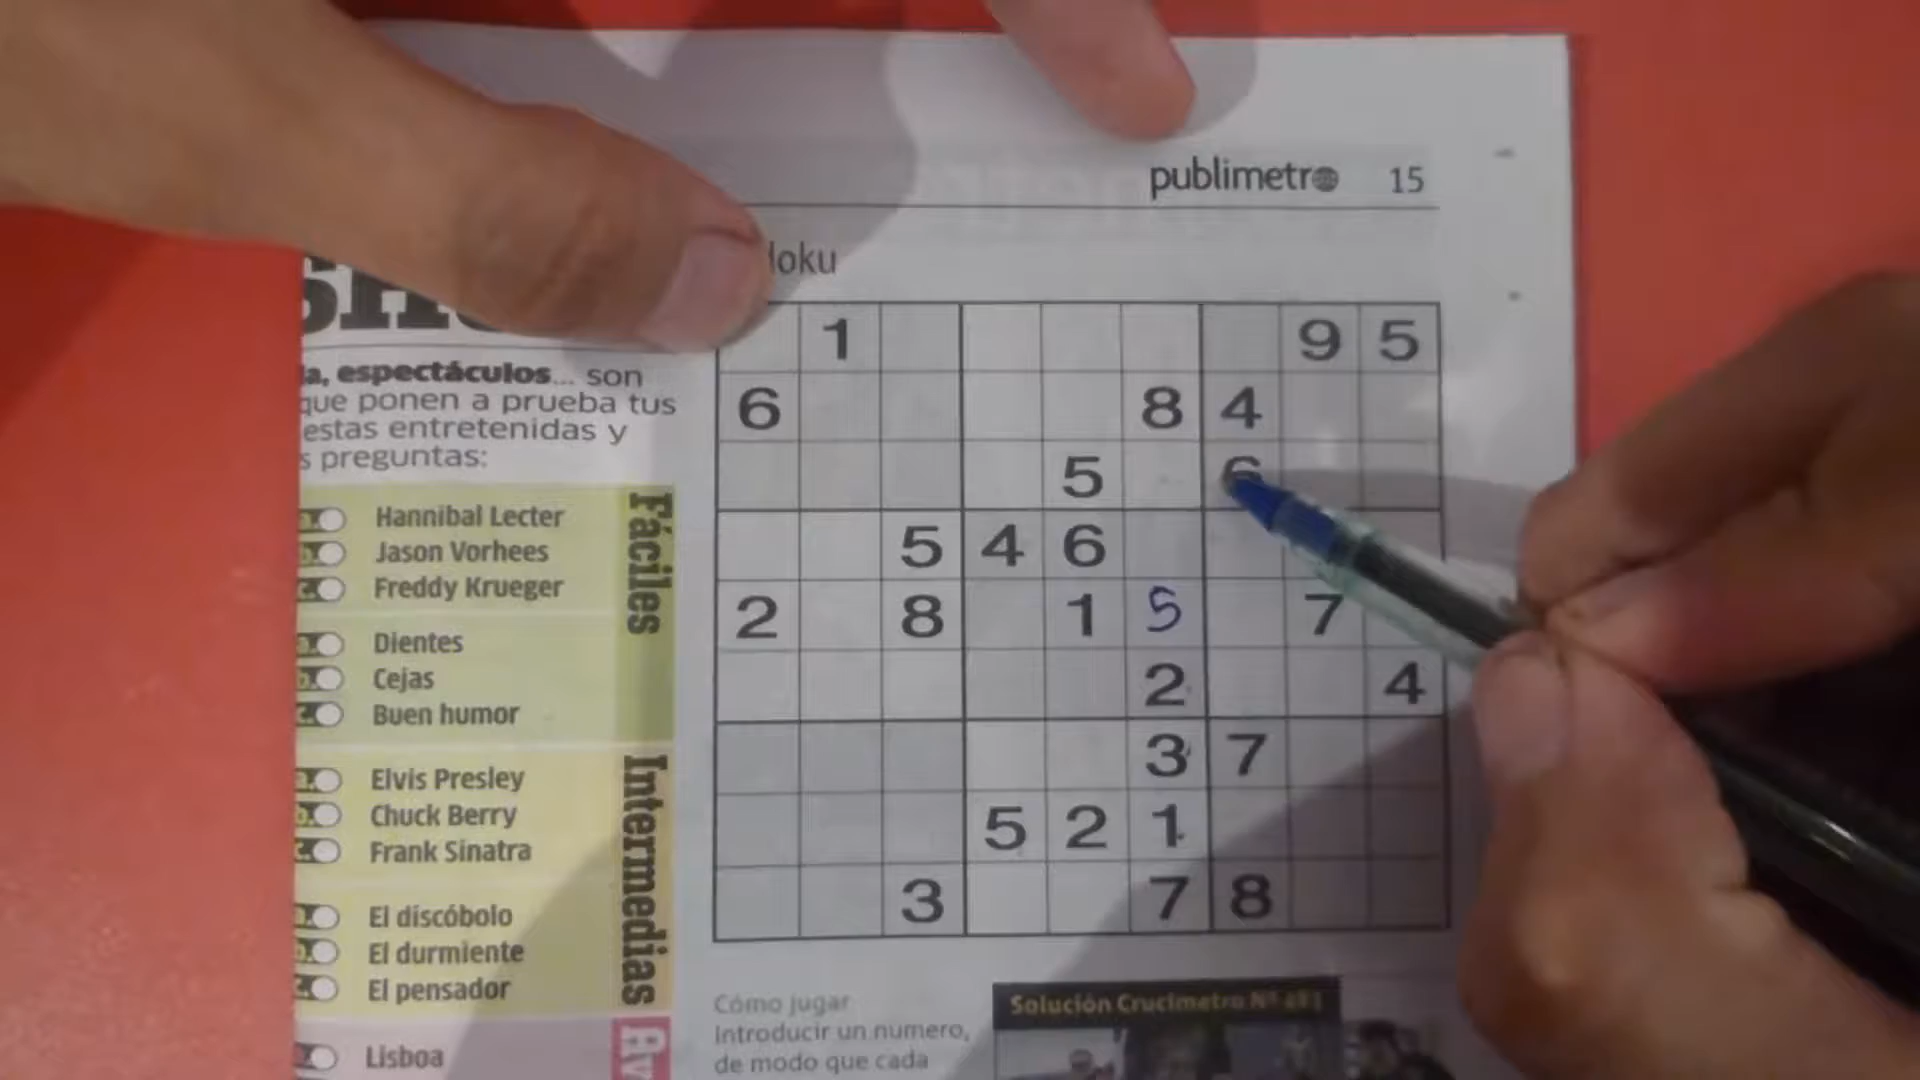 publimetro 15
doku
a, espectáculos... son
que ponen a prueba tus
estas entretenidas y
s preguntas:
Fáciles
Hannibal Lecter
Jason Vorhees
c. Freddy Krueger
Dientes
Cejas
c. Buen humor
Intermedias
Elvis Presley
Chuck Berry
c. Frank Sinatra
El discóbolo
El durmiente
El pensador
Av
Lisboa
1 9 5
6 8 4
5 6
5 4 6
2 8 1 5 7
2 4
3 7
5 2 1
3 7 8
Cómo jugar
Introducir un numero,
de modo que cada
Solución Crucimetro Nº 283